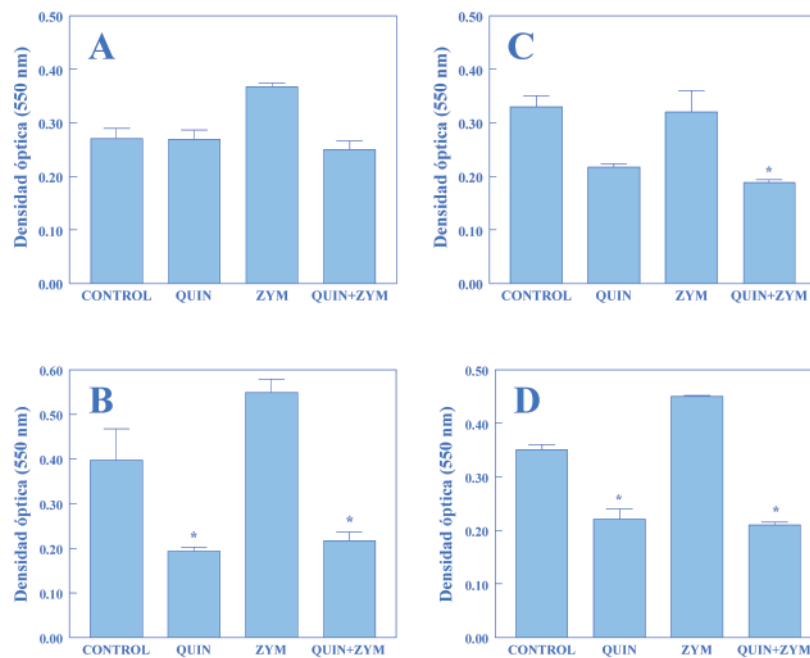 A
Densidad óptica (550 nm)
0.50
0.40
0.30
0.20
0.10
0.00
CONTROL QUIN ZYM QUIN+ZYM
C
Densidad óptica (550 nm)
0.50
0.40
0.30
0.20
0.10
0.00
*
CONTROL QUIN ZYM QUIN+ZYM
B
Densidad óptica (550 nm)
0.60
0.50
0.40
0.30
0.20
0.10
0.00
* *
CONTROL QUIN ZYM QUIN+ZYM
D
Densidad óptica (550 nm)
0.50
0.40
0.30
0.20
0.10
0.00
* *
CONTROL QUIN ZYM QUIN+ZYM